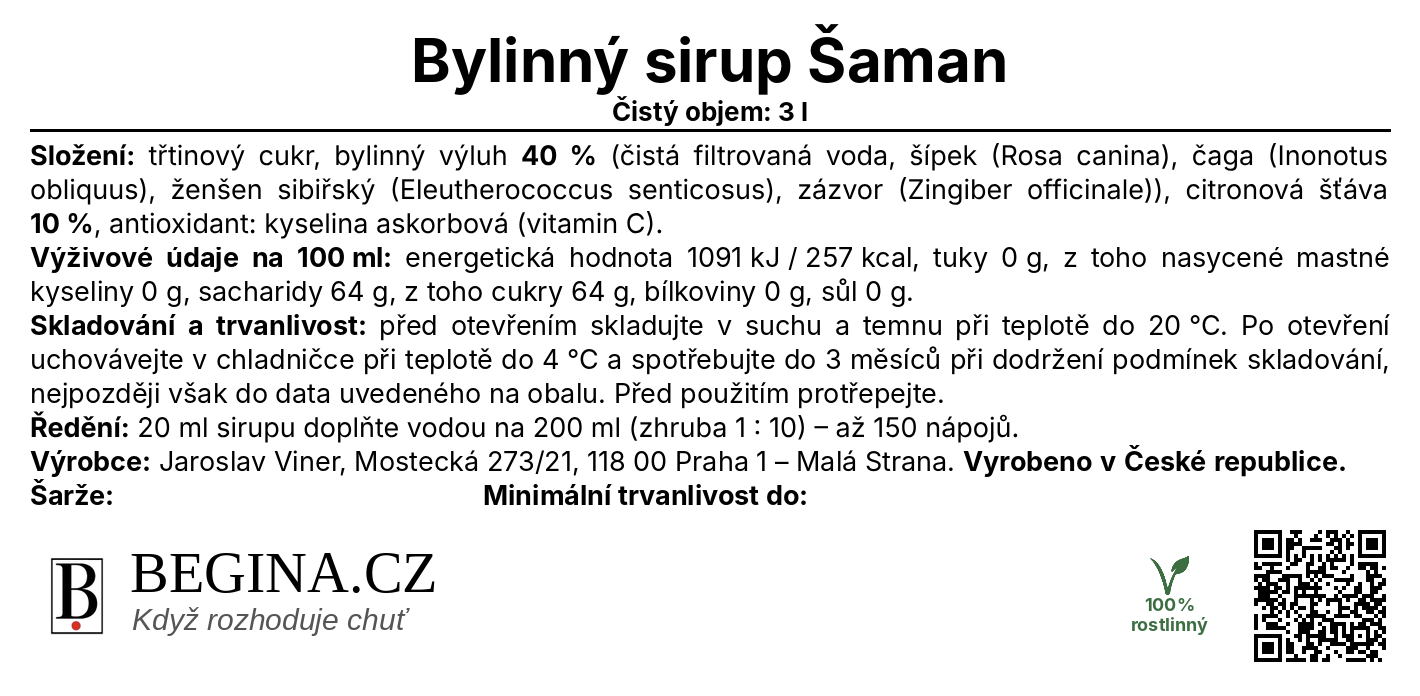 Bylinný sirup Šaman
Čistý objem: 3 l
Složení: třtinový cukr, bylinný výluh 40 % (čistá filtrovaná voda, šípek (Rosa canina), čaga (Inonotus
obliquus), ženšen sibiřský (Eleutherococcus senticosus), zázvor (Zingiber officinale)), citronová šťáva
10 %, antioxidant: kyselina askorbová (vitamin C).
Výživové údaje na 100 ml: energetická hodnota 1091 kJ / 257 kcal, tuky 0 g, z toho nasycené mastné
kyseliny 0 g, sacharidy 64 g, z toho cukry 64 g, bílkoviny 0 g, sůl 0 g.
Skladování a trvanlivost: před otevřením skladujte v suchu a temnu při teplotě do 20 °C. Po otevření
uchovávejte v chladničce při teplotě do 4 °C a spotřebujte do 3 měsíců při dodržení podmínek skladování,
nejpozději však do data uvedeného na obalu. Před použitím protřepejte.
Ředění: 20 ml sirupu doplňte vodou na 200 ml (zhruba 1 : 10) – až 150 nápojů.
Výrobce: Jaroslav Viner, Mostecká 273/21, 118 00 Praha 1 – Malá Strana. Vyrobeno v České republice.
Šarže: Minimální trvanlivost do:
B BEGINA.CZ
Když rozhoduje chuť
100%
rostlinný